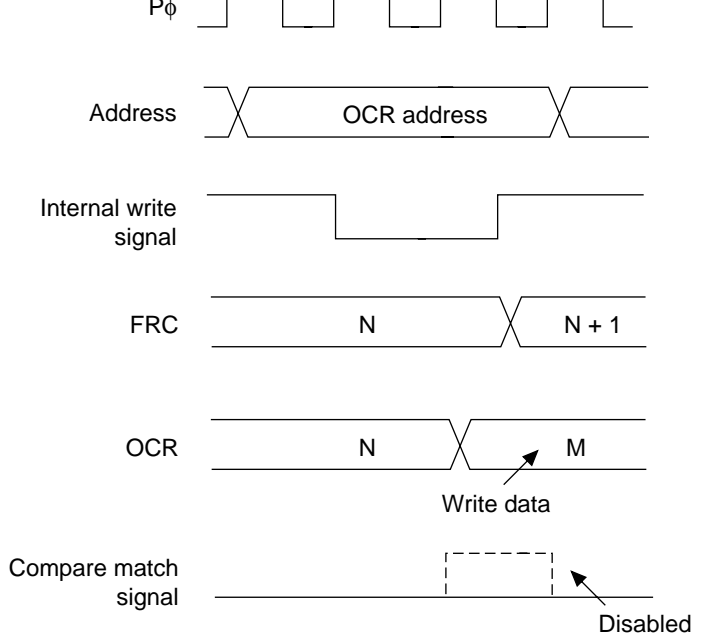 Pϕ
Address
OCR address
Internal write
signal
FRC
N
N + 1
OCR
N
M
Write data
Compare match
signal
Disabled